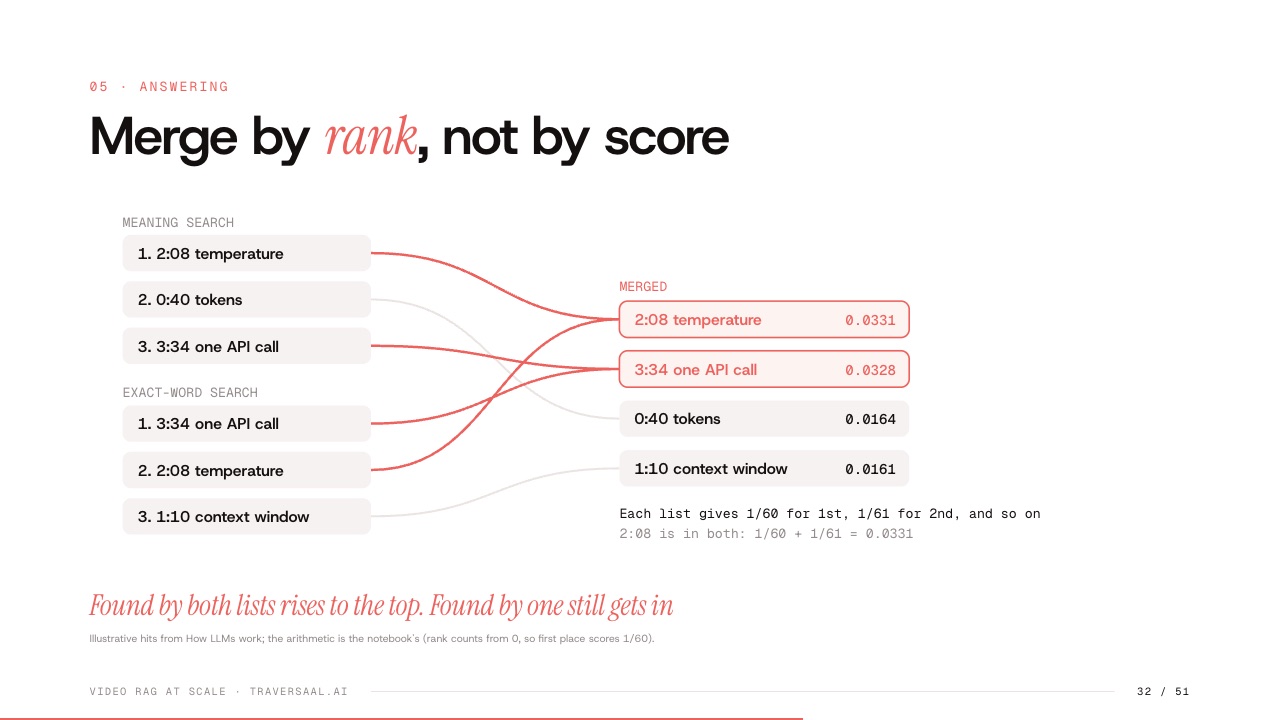 05 · ANSWERING
Merge by rank, not by score
MEANING SEARCH
1. 2:08 temperature
2. 0:40 tokens
3. 3:34 one API call
EXACT-WORD SEARCH
1. 3:34 one API call
2. 2:08 temperature
3. 1:10 context window
MERGED
2:08 temperature 0.0331
3:34 one API call 0.0328
0:40 tokens 0.0164
1:10 context window 0.0161
Each list gives 1/60 for 1st, 1/61 for 2nd, and so on
2:08 is in both: 1/60 + 1/61 = 0.0331
Found by both lists rises to the top. Found by one still gets in
Illustrative hits from How LLMs work; the arithmetic is the notebook's (rank counts from 0, so first place scores 1/60).
VIDEO RAG AT SCALE · TRAVERSAAL.AI
32 / 51